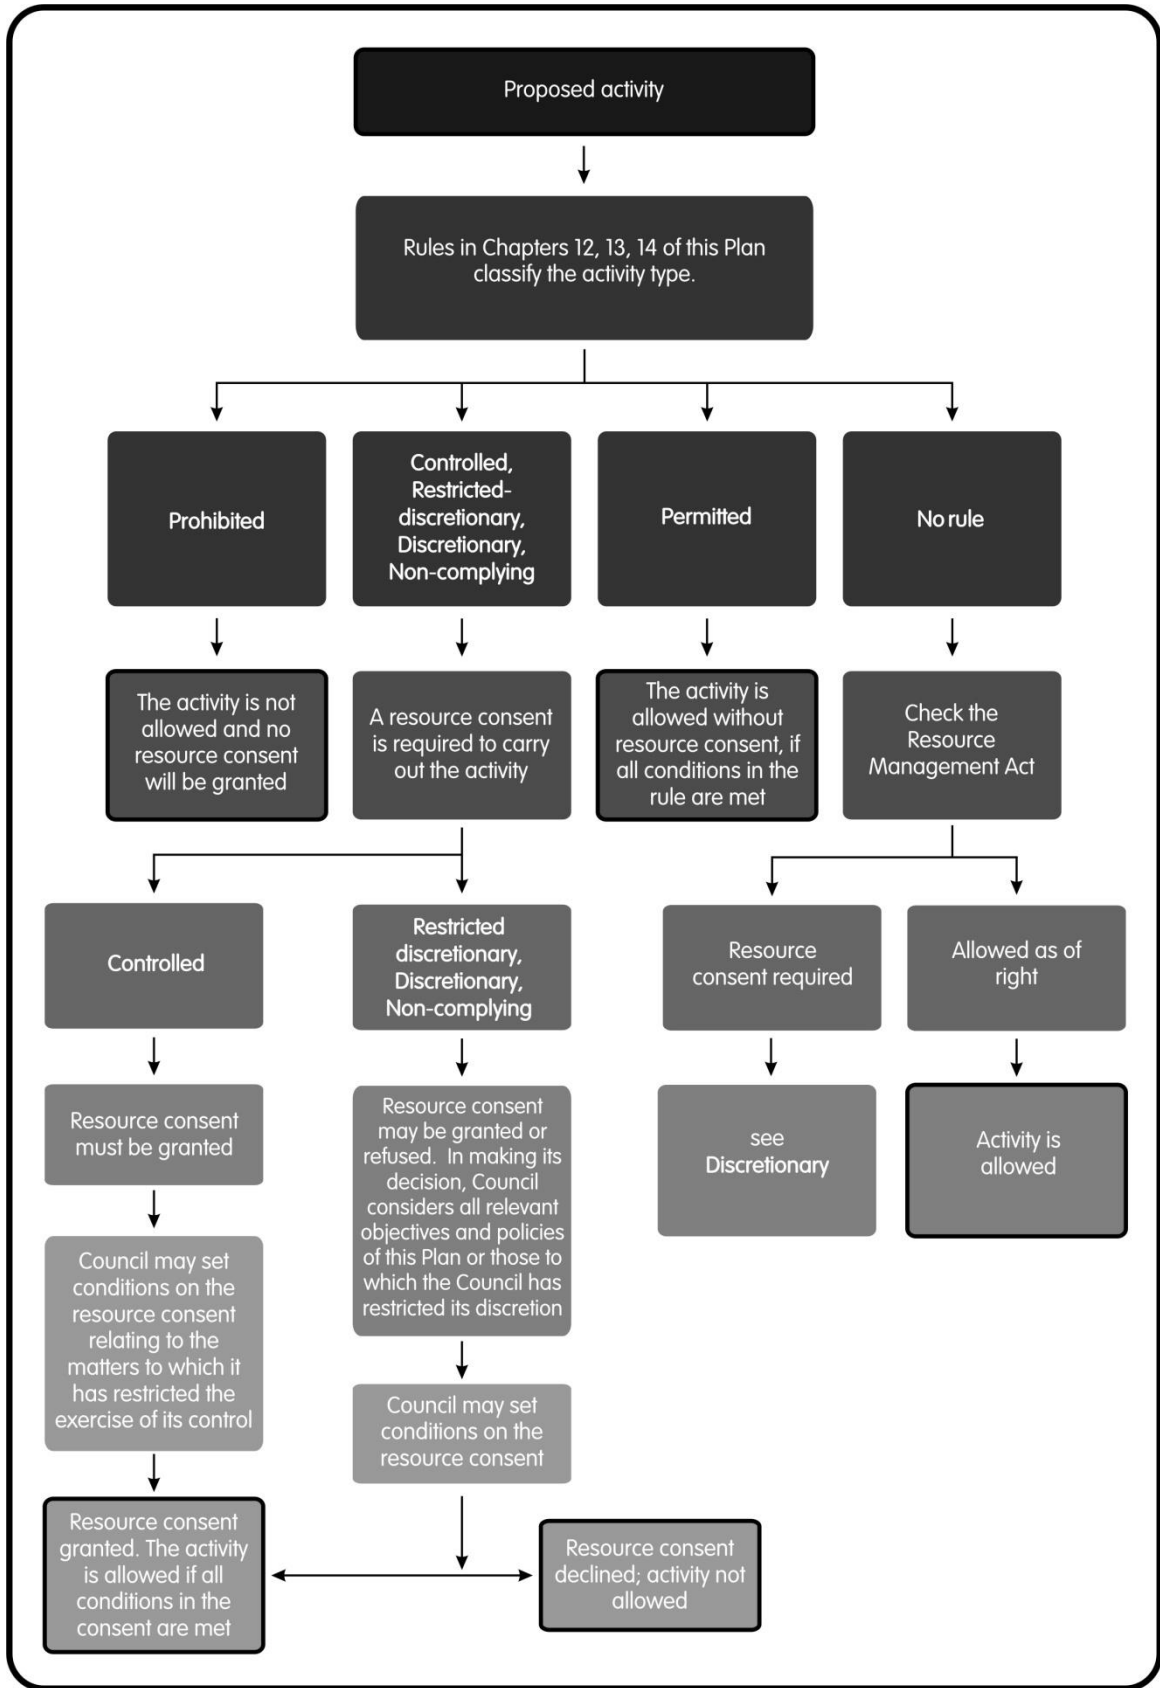 Proposed activity
Rules in Chapters 12, 13, 14 of this Plan
classify the activity type.
Prohibited
Controlled,
Restricted-
discretionary,
Discretionary,
Non-complying
Permitted
No rule
The activity is not
allowed and no
resource consent
will be granted
A resource consent
is required to carry
out the activity
The activity is
allowed without
resource consent, if
all conditions in the
rule are met
Check the
Resource
Management Act
Controlled
Restricted
discretionary,
Discretionary,
Non-complying
Resource
consent required
Allowed as of
right
Resource consent
must be granted
Resource consent
may be granted or
refused. In making its
decision, Council
considers all relevant
objectives and policies
of this Plan or those to
which the Council has
restricted its discretion
see
Discretionary
Activity is
allowed
Council may set
conditions on the
resource consent
relating to the
matters to which it
has restricted the
exercise of its control
Council may set
conditions on the
resource consent
Resource consent
granted. The activity
is allowed if all
conditions in the
consent are met
Resource consent
declined; activity not
allowed